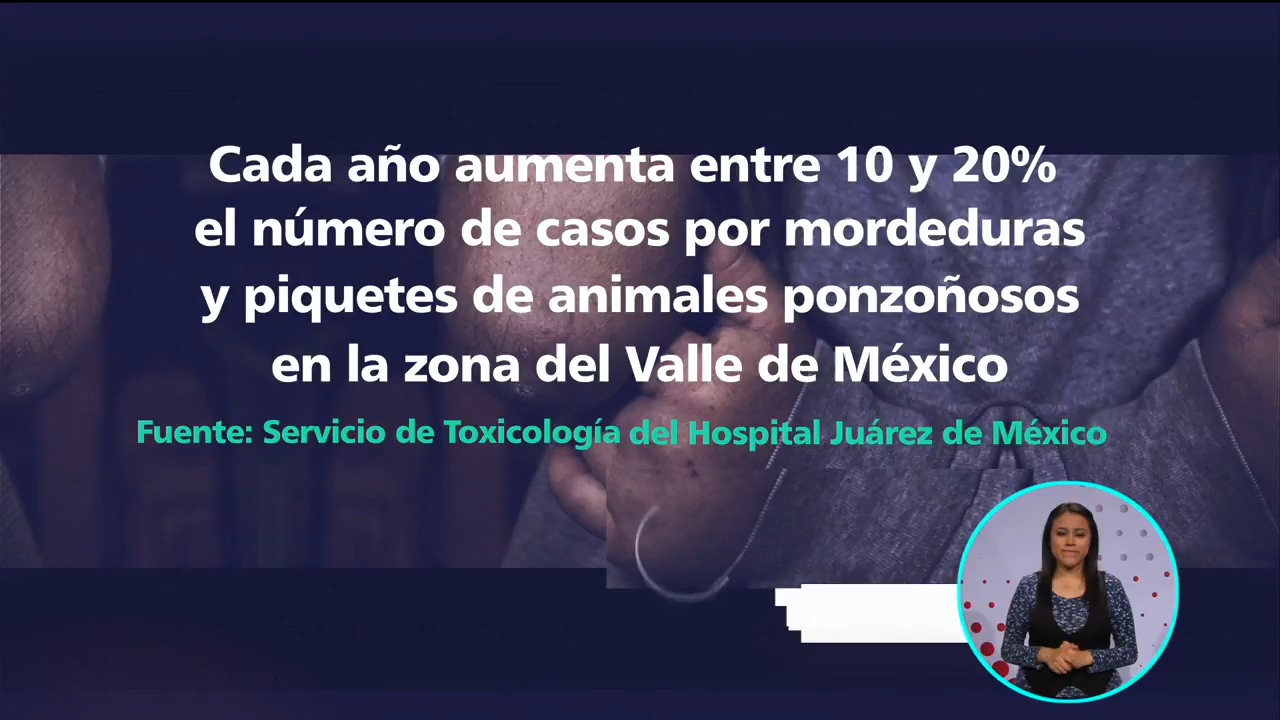 Cada año aumenta entre 10 y 20%
el número de casos por mordeduras
y piquetes de animales ponzoñosos
en la zona del Valle de México
Fuente: Servicio de Toxicología del Hospital Juárez de México